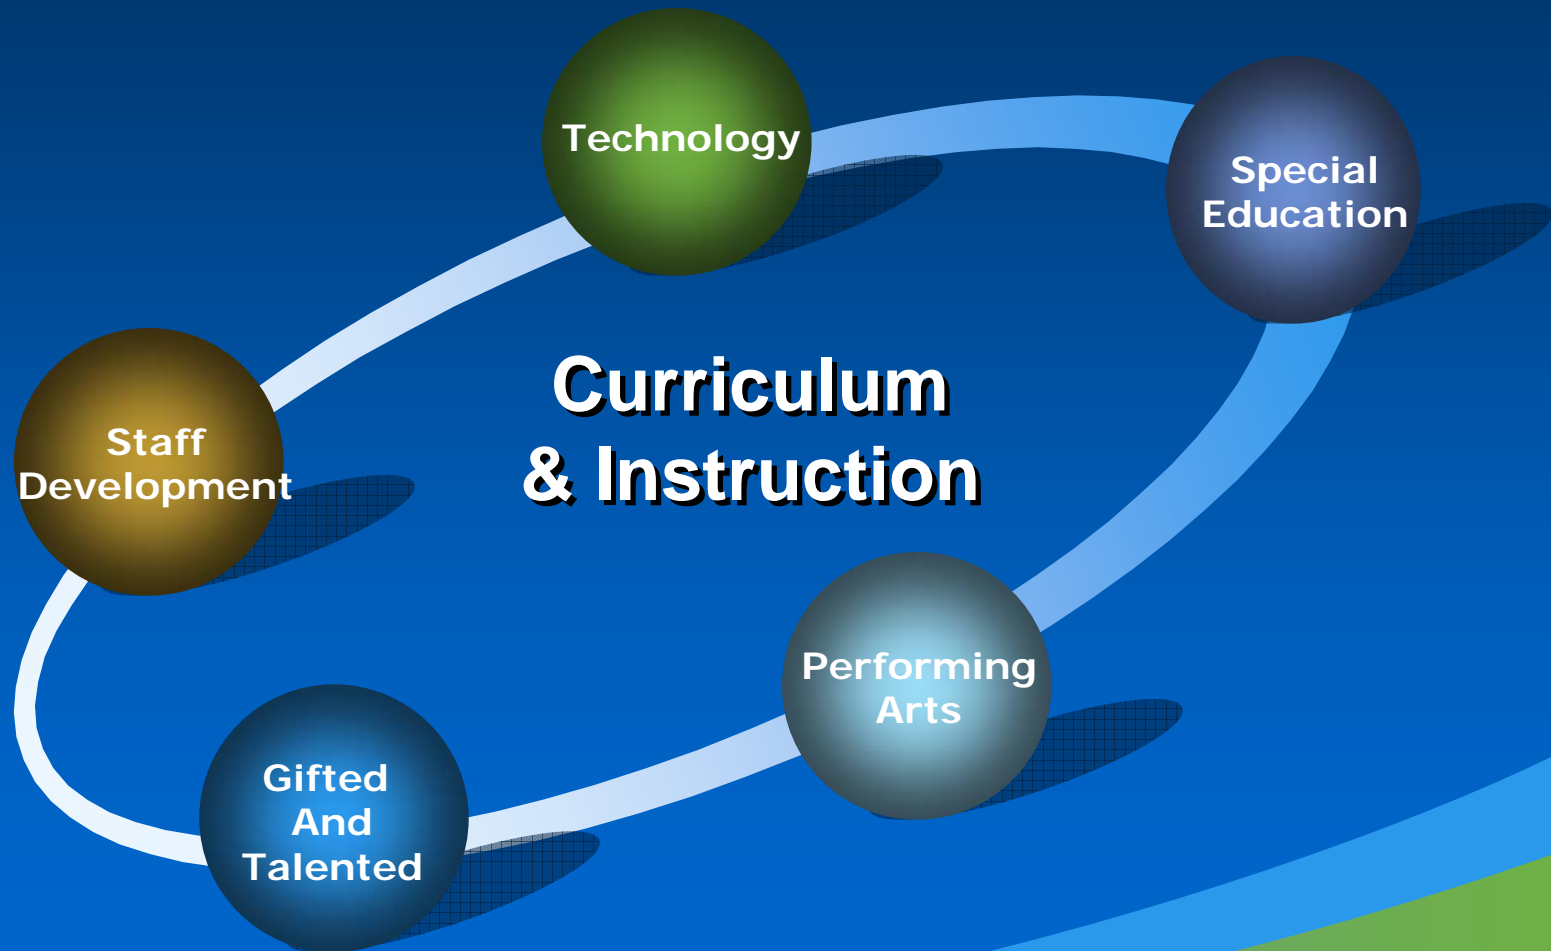 Technology
Special
Education
Curriculum
& Instruction
Staff
Development
Performing
Arts
Gifted
And
Talented